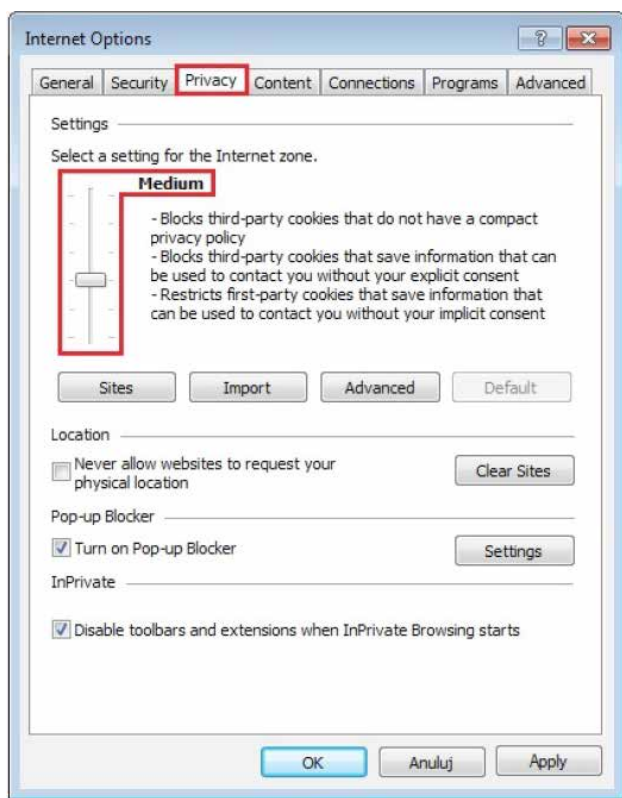 Internet Options
General Security Privacy Content Connections Programs Advanced
Settings
Select a setting for the Internet zone.
Medium
- Blocks third-party cookies that do not have a compact
privacy policy
- Blocks third-party cookies that save information that can
be used to contact you without your explicit consent
- Restricts first-party cookies that save information that
can be used to contact you without your implicit consent
Sites Import Advanced Default
Location
Never allow websites to request your
physical location
Clear Sites
Pop-up Blocker
Turn on Pop-up Blocker
Settings
InPrivate
Disable toolbars and extensions when InPrivate Browsing starts
OK Anuluj Apply